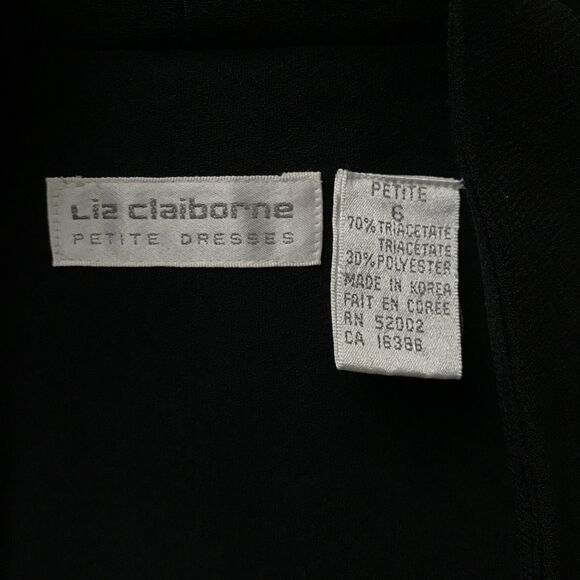 Liz claiborne
PETITE DRESSES
PETITE
6
70% TRIACETATE
TRIACÉTATE
30% POLYESTER
MADE IN KOREA
FAIT EN CORÉE
RN 52002
CA 16386